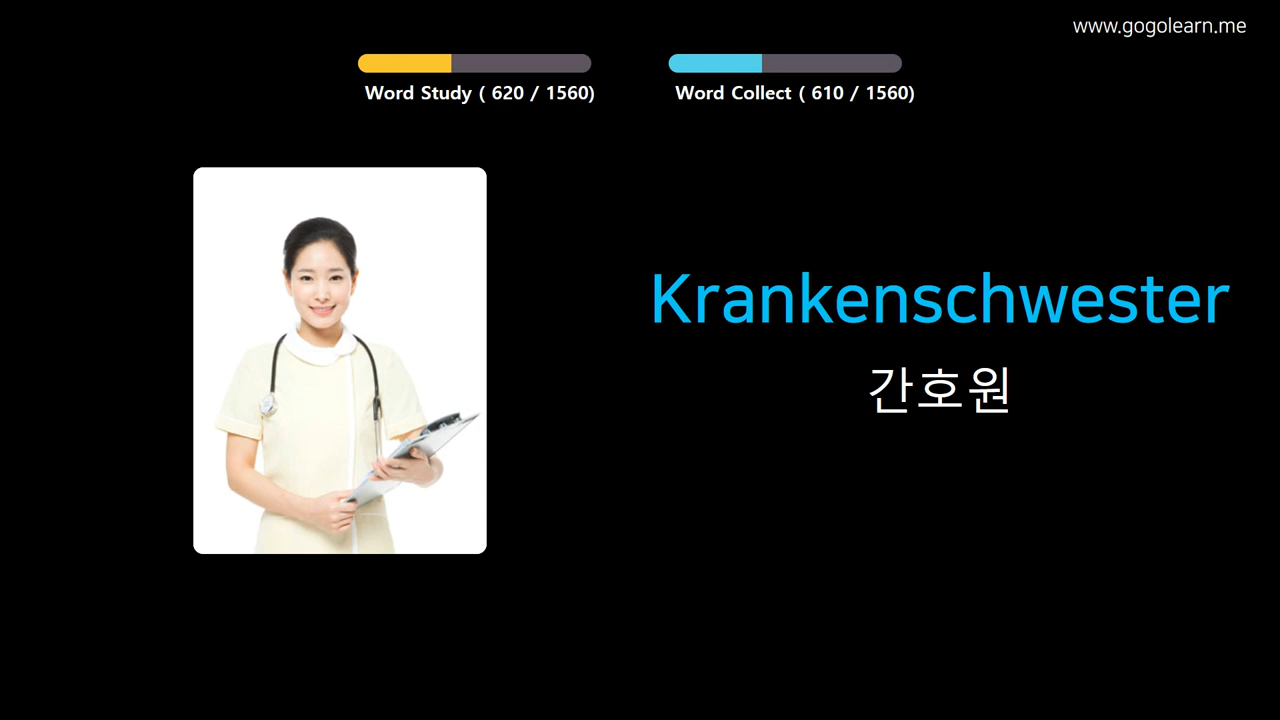 www.gogolearn.me
Word Study ( 620 / 1560)
Word Collect ( 610 / 1560)
Krankenschwester
간호원